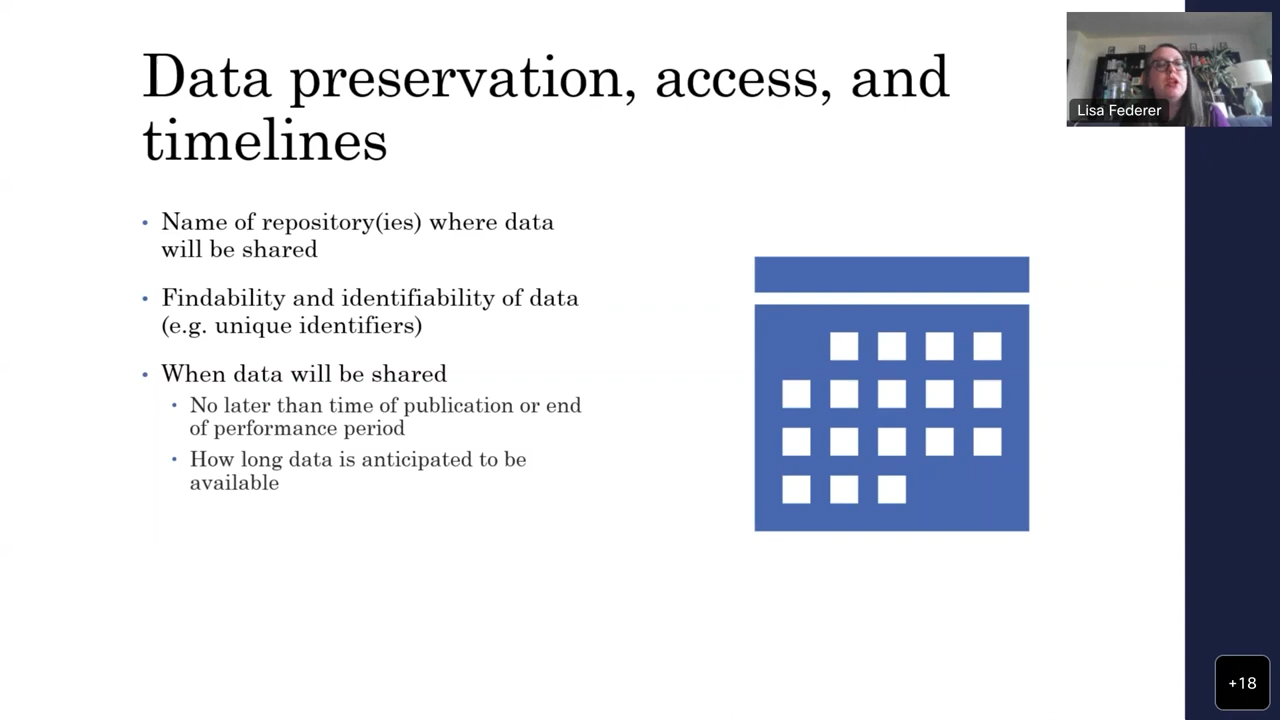 Data preservation, access, and
timelines
Lisa Federer
• Name of repository(ies) where data
will be shared
• Findability and identifiability of data
(e.g. unique identifiers)
• When data will be shared
• No later than time of publication or end
of performance period
• How long data is anticipated to be
available
+18